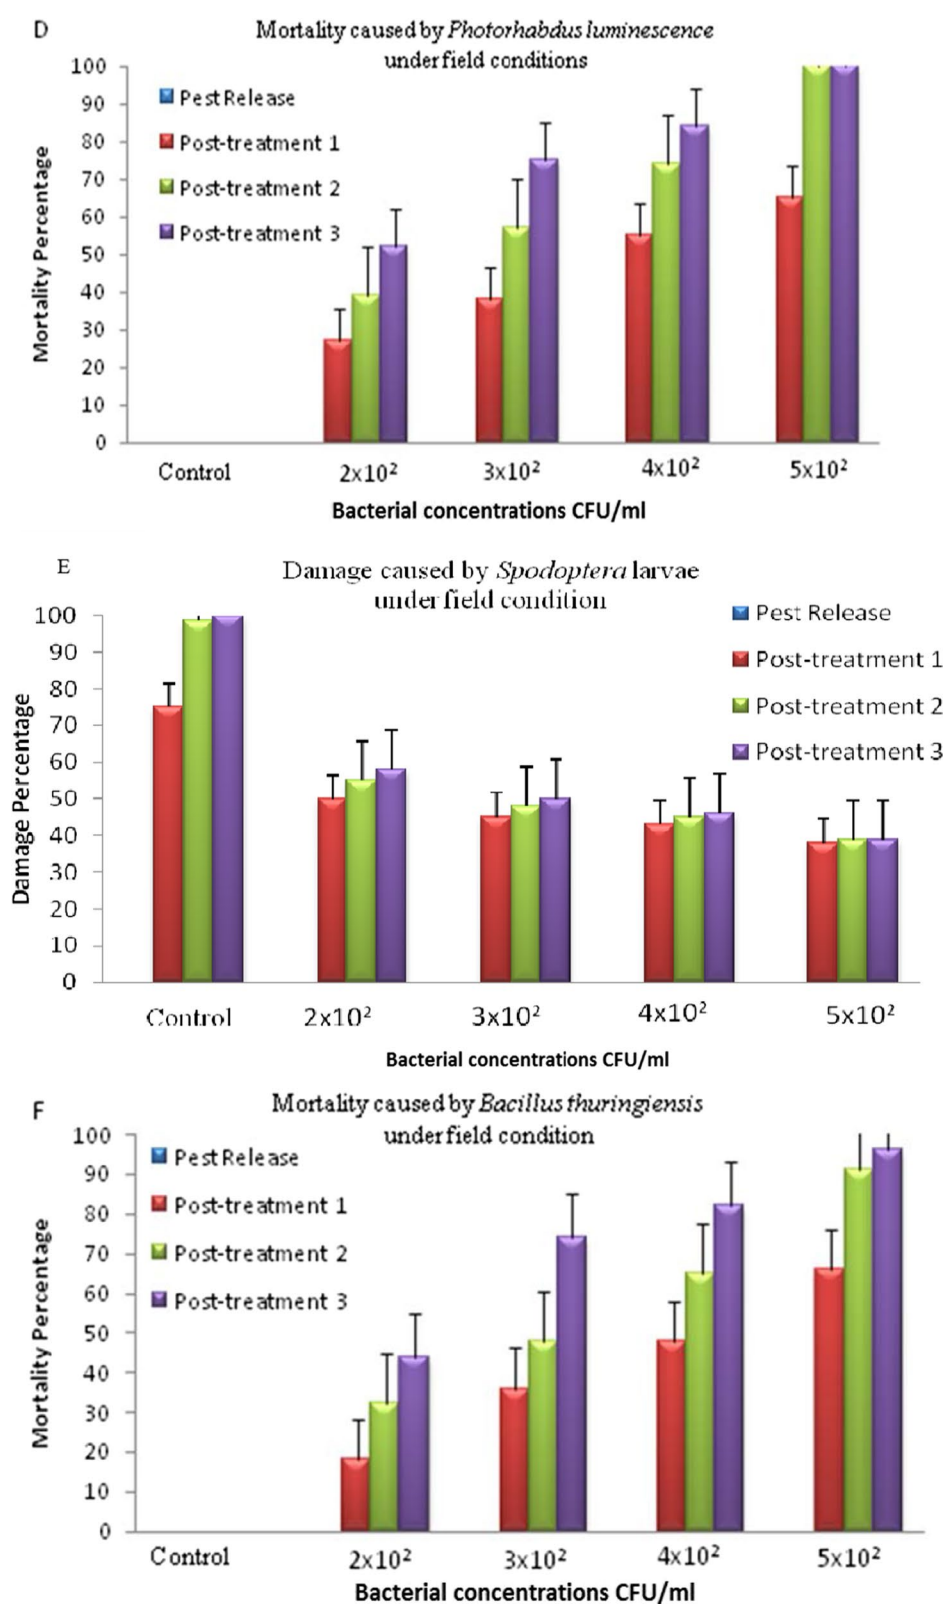 D
Mortality caused by Photorhabdus luminescence
under field conditions
100
90
80
70
60
50
40
30
20
10
0
Mortality Percentage
Pest Release
Post-treatment 1
Post-treatment 2
Post-treatment 3
Control 2x10² 3x10² 4x10² 5x10²
Bacterial concentrations CFU/ml
E
Damage caused by Spodoptera larvae
under field condition
100
90
80
70
60
50
40
30
20
10
0
Damage Percentage
Pest Release
Post-treatment 1
Post-treatment 2
Post-treatment 3
Control 2x10² 3x10² 4x10² 5x10²
Bacterial concentrations CFU/ml
F
Mortality caused by Bacillus thuringiensis
under field condition
100
90
80
70
60
50
40
30
20
10
0
Mortality Percentage
Pest Release
Post-treatment 1
Post-treatment 2
Post-treatment 3
Control 2x10² 3x10² 4x10² 5x10²
Bacterial concentrations CFU/ml